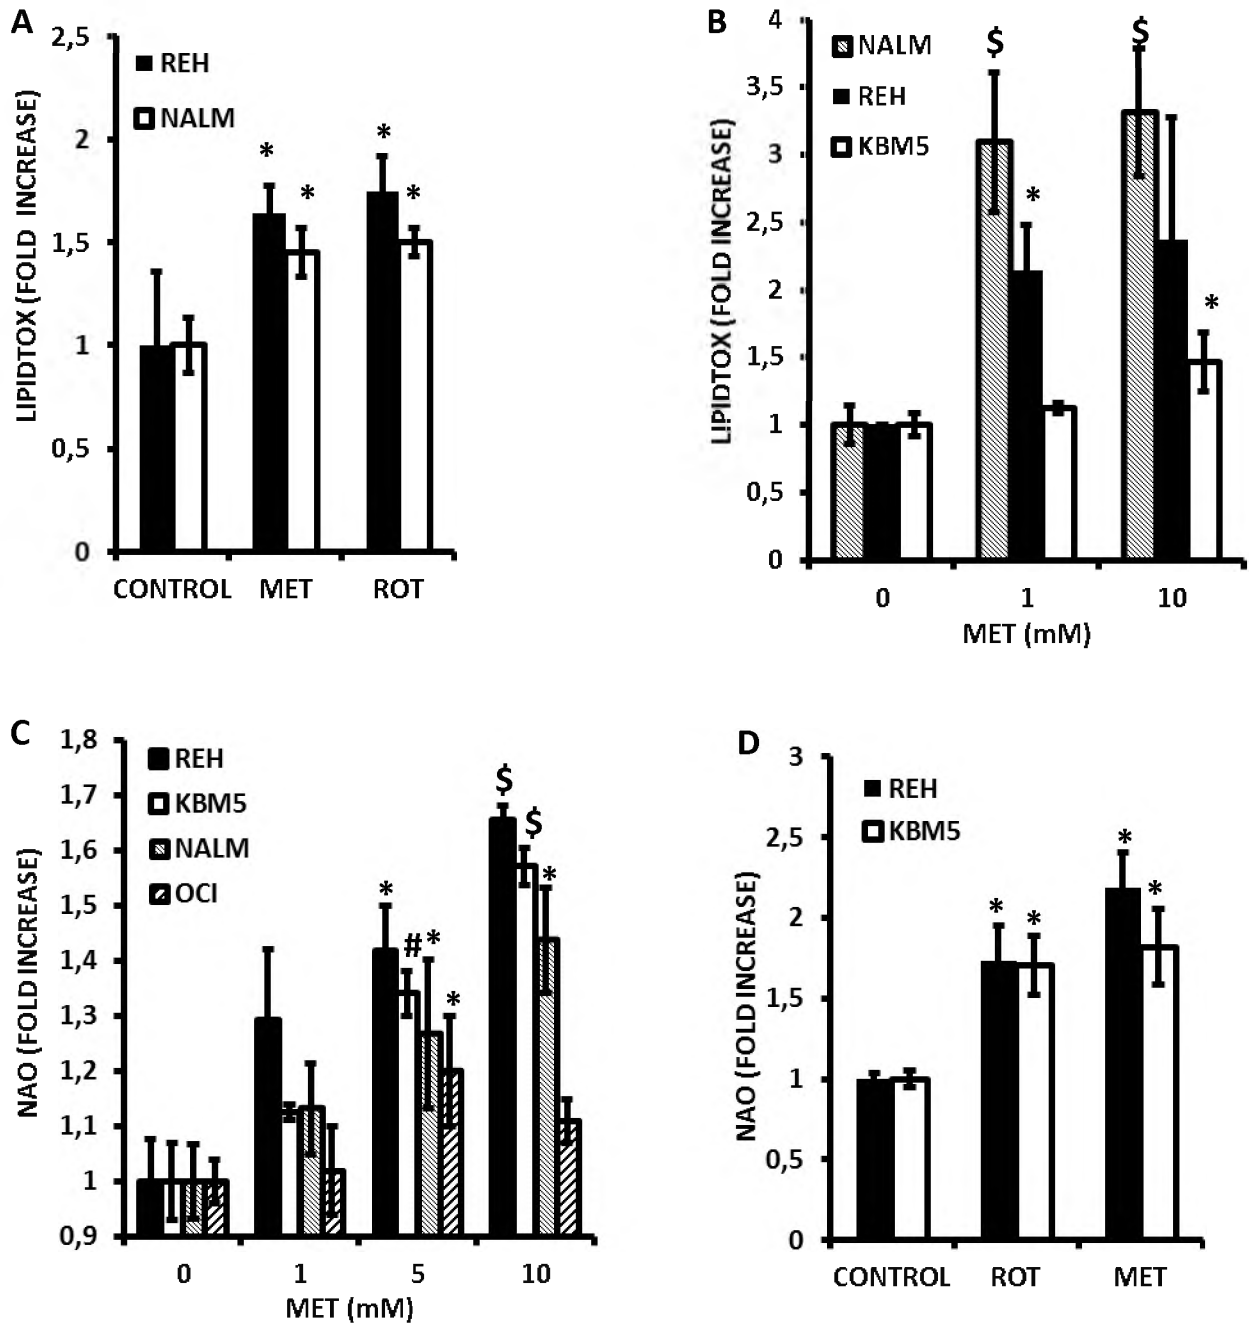 A
LIPIDTOX (FOLD INCREASE)
2,5
2
1,5
1
0,5
0
REH
NALM
*
*
*
*
CONTROL MET ROT
B
LIPIDTOX (FOLD INCREASE)
4
3,5
3
2,5
2
1,5
1
0,5
0
NALM
REH
KBM5
$
*
$
*
0 1 10
MET (mM)
C
NAO (FOLD INCREASE)
1,8
1,7
1,6
1,5
1,4
1,3
1,2
1,1
1
0,9
REH
KBM5
NALM
OCI
*
#
*
*
$
$
*
0 1 5 10
MET (mM)
D
NAO (FOLD INCREASE)
3
2,5
2
1,5
1
0,5
0
REH
KBM5
*
*
*
*
CONTROL ROT MET